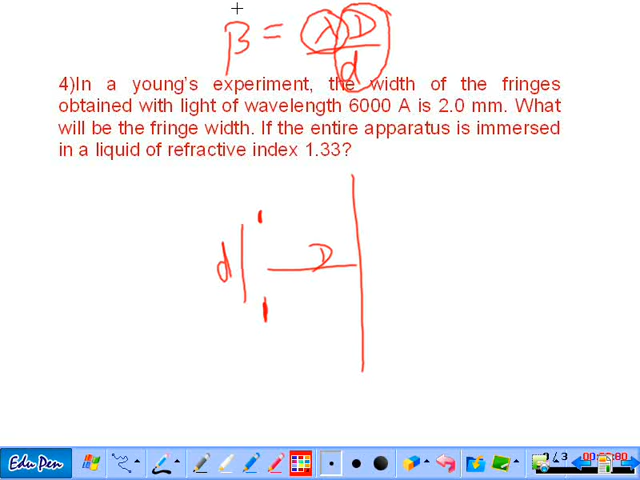 β = λD
d
4)In a young's experiment, the width of the fringes
obtained with light of wavelength 6000 A is 2.0 mm. What
will be the fringe width. If the entire apparatus is immersed
in a liquid of refractive index 1.33?
d
D
Edu Pen
/ 3